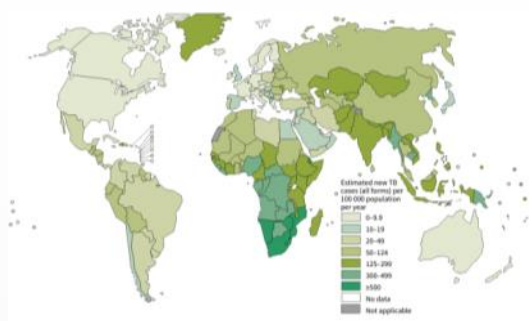 Estimated new TB
cases (all forms) per
100 000 population
per year
0–9.9
10–19
20–49
50–124
125–299
300–499
≥500
No data
Not applicable